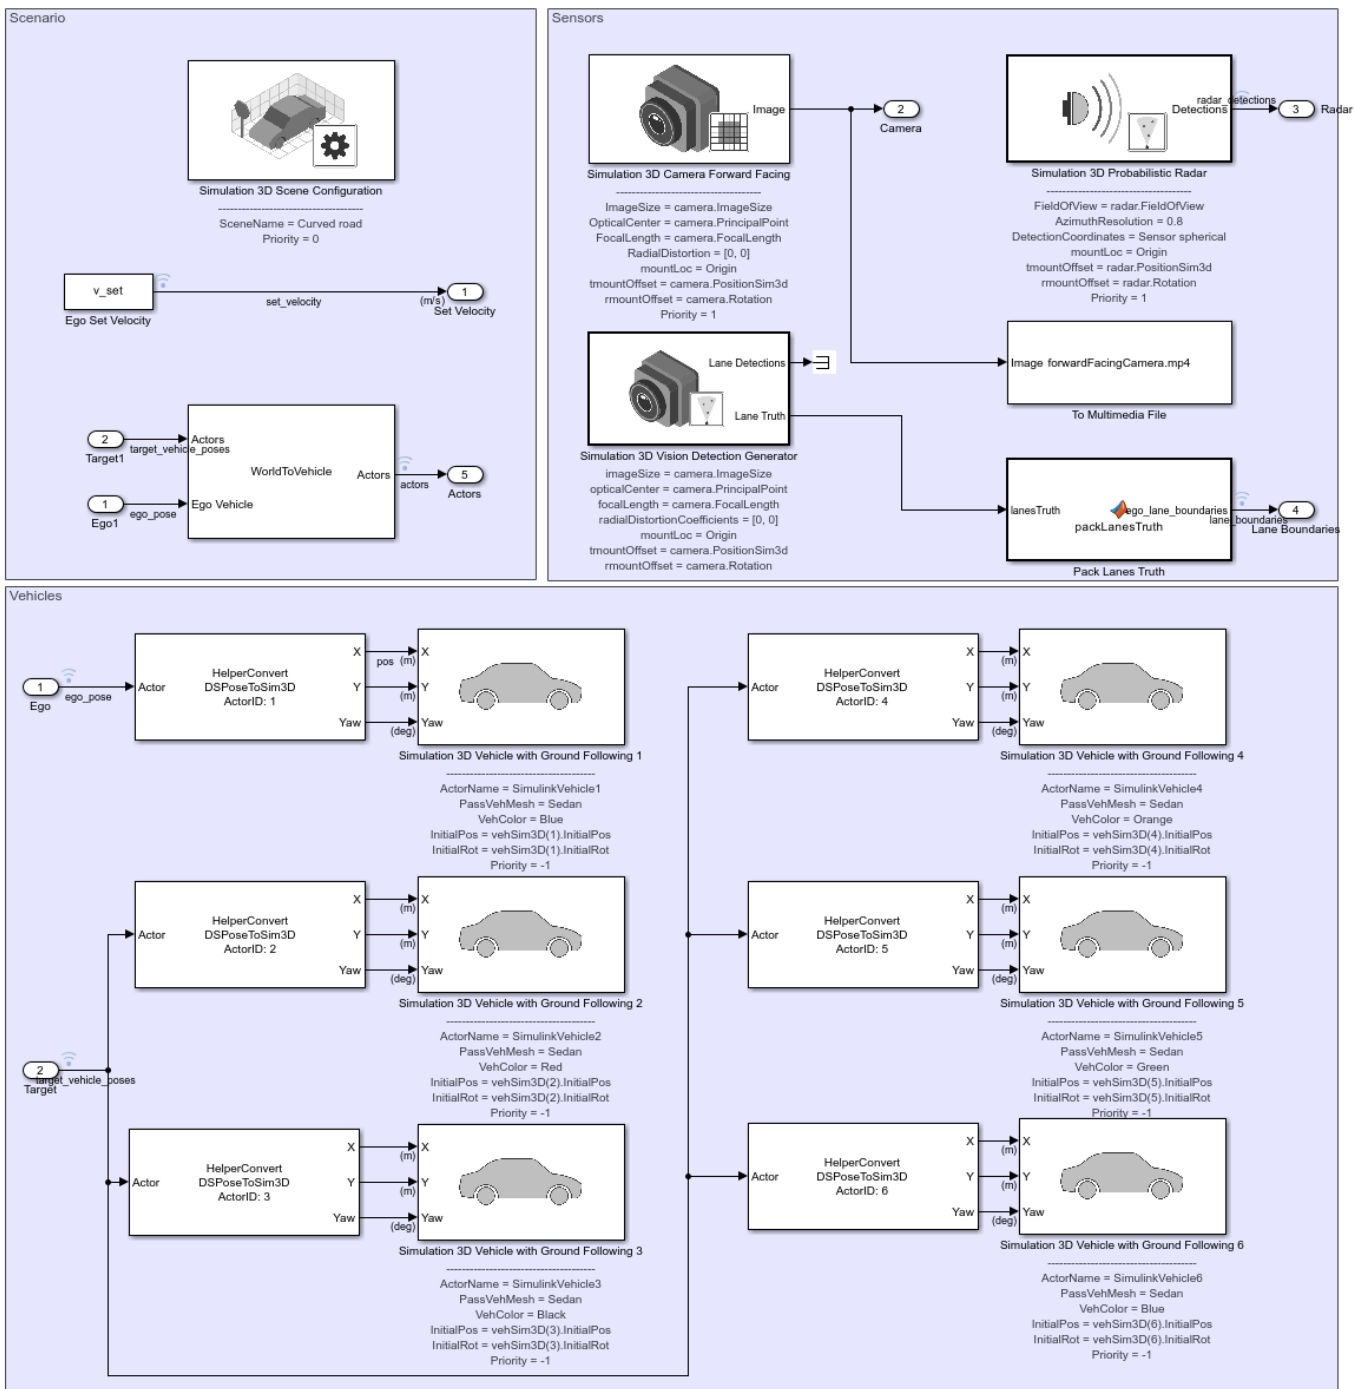 Scenario
Simulation 3D Scene Configuration
----------------------------------------
SceneName = Curved road
Priority = 0
v_set
Ego Set Velocity
set_velocity
(m/s)
1
Set Velocity
2
Target1
target_vehicle_poses
1
Ego1
ego_pose
Actors
Ego Vehicle
WorldToVehicle
Actors
actors
5
Actors
Sensors
Image
2
Camera
Simulation 3D Camera Forward Facing
----------------------------------------
ImageSize = camera.ImageSize
OpticalCenter = camera.PrincipalPoint
FocalLength = camera.FocalLength
RadialDistortion = [0, 0]
mountLoc = Origin
tmountOffset = camera.PositionSim3d
rmountOffset = camera.Rotation
Priority = 1
Detections
radar_detections
3
Radar
Simulation 3D Probabilistic Radar
----------------------------------------
FieldOfView = radar.FieldOfView
AzimuthResolution = 0.8
DetectionCoordinates = Sensor spherical
mountLoc = Origin
tmountOffset = radar.PositionSim3d
rmountOffset = radar.Rotation
Priority = 1
Lane Detections
Lane Truth
Simulation 3D Vision Detection Generator
imageSize = camera.ImageSize
opticalCenter = camera.PrincipalPoint
focalLength = camera.FocalLength
radialDistortionCoefficients = [0, 0]
mountLoc = Origin
tmountOffset = camera.PositionSim3d
rmountOffset = camera.Rotation
Image forwardFacingCamera.mp4
To Multimedia File
lanesTruth
ego_lane_boundaries
packLanesTruth
Pack Lanes Truth
lane_boundaries
4
Lane Boundaries
Vehicles
1
Ego
ego_pose
Actor
HelperConvert
DSPoseToSim3D
ActorID: 1
X
Y
Yaw
pos
(m)
(m)
(deg)
X
Y
Yaw
Simulation 3D Vehicle with Ground Following 1
----------------------------------------
ActorName = SimulinkVehicle1
PassVehMesh = Sedan
VehColor = Blue
InitialPos = vehSim3D(1).InitialPos
InitialRot = vehSim3D(1).InitialRot
Priority = -1
Actor
HelperConvert
DSPoseToSim3D
ActorID: 4
X
Y
Yaw
(m)
(m)
(deg)
X
Y
Yaw
Simulation 3D Vehicle with Ground Following 4
----------------------------------------
ActorName = SimulinkVehicle4
PassVehMesh = Sedan
VehColor = Orange
InitialPos = vehSim3D(4).InitialPos
InitialRot = vehSim3D(4).InitialRot
Priority = -1
Actor
HelperConvert
DSPoseToSim3D
ActorID: 2
X
Y
Yaw
(m)
(m)
(deg)
X
Y
Yaw
Simulation 3D Vehicle with Ground Following 2
----------------------------------------
ActorName = SimulinkVehicle2
PassVehMesh = Sedan
VehColor = Red
InitialPos = vehSim3D(2).InitialPos
InitialRot = vehSim3D(2).InitialRot
Priority = -1
Actor
HelperConvert
DSPoseToSim3D
ActorID: 5
X
Y
Yaw
(m)
(m)
(deg)
X
Y
Yaw
Simulation 3D Vehicle with Ground Following 5
----------------------------------------
ActorName = SimulinkVehicle5
PassVehMesh = Sedan
VehColor = Green
InitialPos = vehSim3D(5).InitialPos
InitialRot = vehSim3D(5).InitialRot
Priority = -1
2
target_vehicle_poses
Target
Actor
HelperConvert
DSPoseToSim3D
ActorID: 3
X
Y
Yaw
(m)
(m)
(deg)
X
Y
Yaw
Simulation 3D Vehicle with Ground Following 3
----------------------------------------
ActorName = SimulinkVehicle3
PassVehMesh = Sedan
VehColor = Black
InitialPos = vehSim3D(3).InitialPos
InitialRot = vehSim3D(3).InitialRot
Priority = -1
Actor
HelperConvert
DSPoseToSim3D
ActorID: 6
X
Y
Yaw
(m)
(m)
(deg)
X
Y
Yaw
Simulation 3D Vehicle with Ground Following 6
----------------------------------------
ActorName = SimulinkVehicle6
PassVehMesh = Sedan
VehColor = Blue
InitialPos = vehSim3D(6).InitialPos
InitialRot = vehSim3D(6).InitialRot
Priority = -1